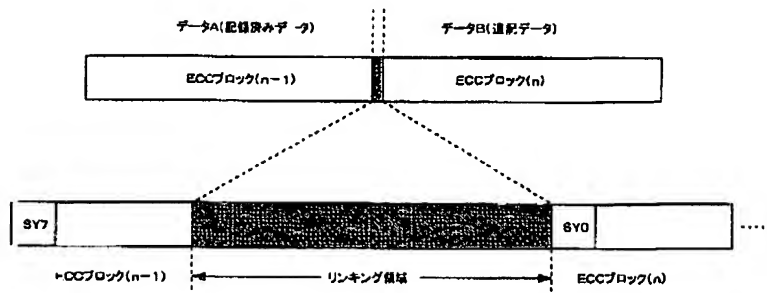 データA(記録済みデータ)
データB(追記データ)
ECCブロック(n-1)
ECCブロック(n)
SY7
SY0
ECCブロック(n-1)
リンキング領域
ECCブロック(n)